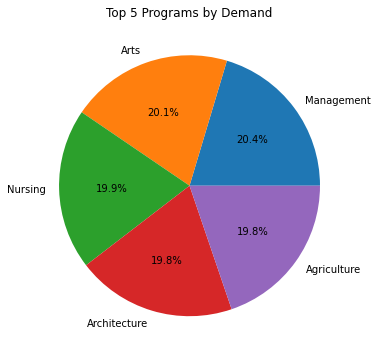 Top 5 Programs by Demand
Arts
Management
20.1%
20.4%
Nursing
19.9%
19.8%
19.8%
Agriculture
Architecture